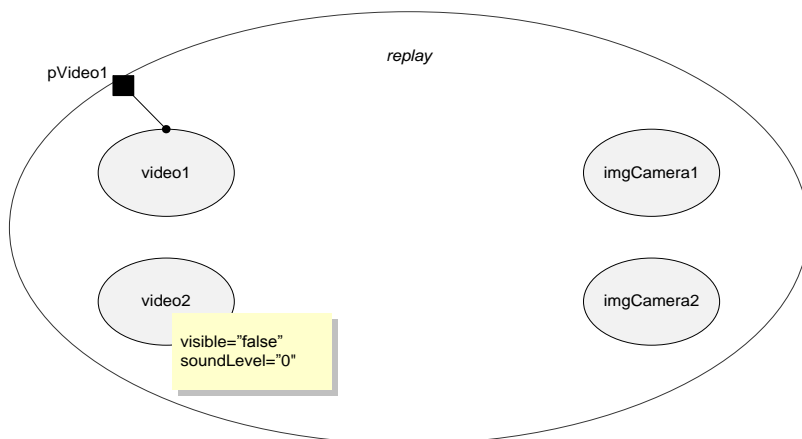 replay
pVideo1
video1
imgCamera1
video2
imgCamera2
visible=”false”
soundLevel=”0"